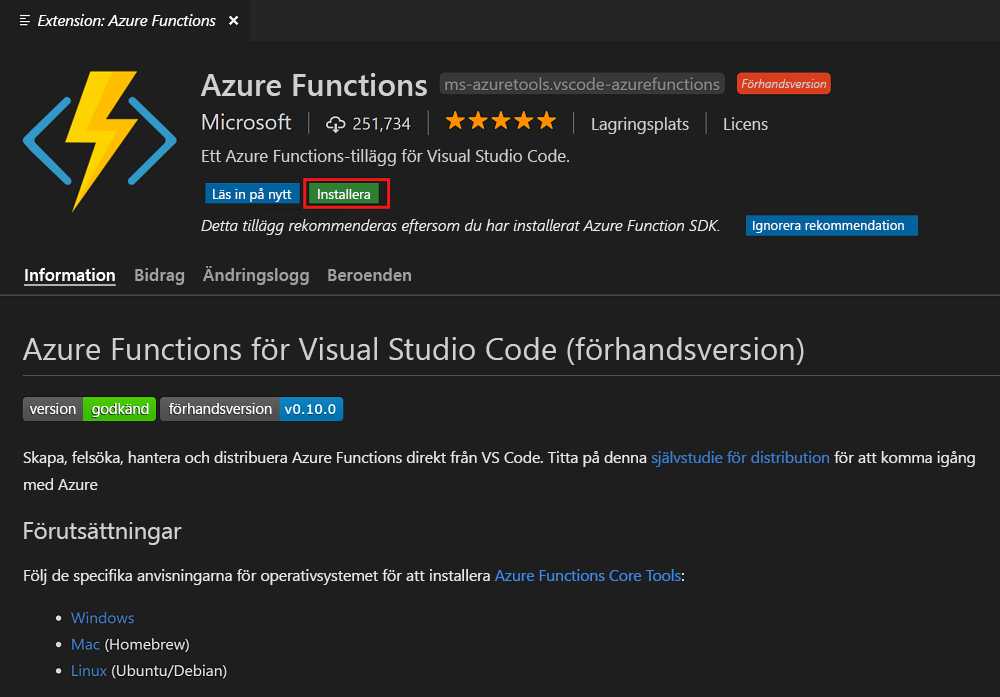 Extension: Azure Functions
Azure Functions ms-azuretools.vscode-azurefunctions Förhandsversion
Microsoft 251,734 Lagringsplats Licens
Ett Azure Functions-tillägg för Visual Studio Code.
Läs in på nytt Installera
Detta tillägg rekommenderas eftersom du har installerat Azure Function SDK. Ignorera rekommendation
Information Bidrag Ändringslogg Beroenden
Azure Functions för Visual Studio Code (förhandsversion)
version godkänd förhandsversion v0.10.0
Skapa, felsöka, hantera och distribuera Azure Functions direkt från VS Code. Titta på denna självstudie för distribution för att komma igång
med Azure
Förutsättningar
Följ de specifika anvisningarna för operativsystemet för att installera Azure Functions Core Tools:
• Windows
• Mac (Homebrew)
• Linux (Ubuntu/Debian)